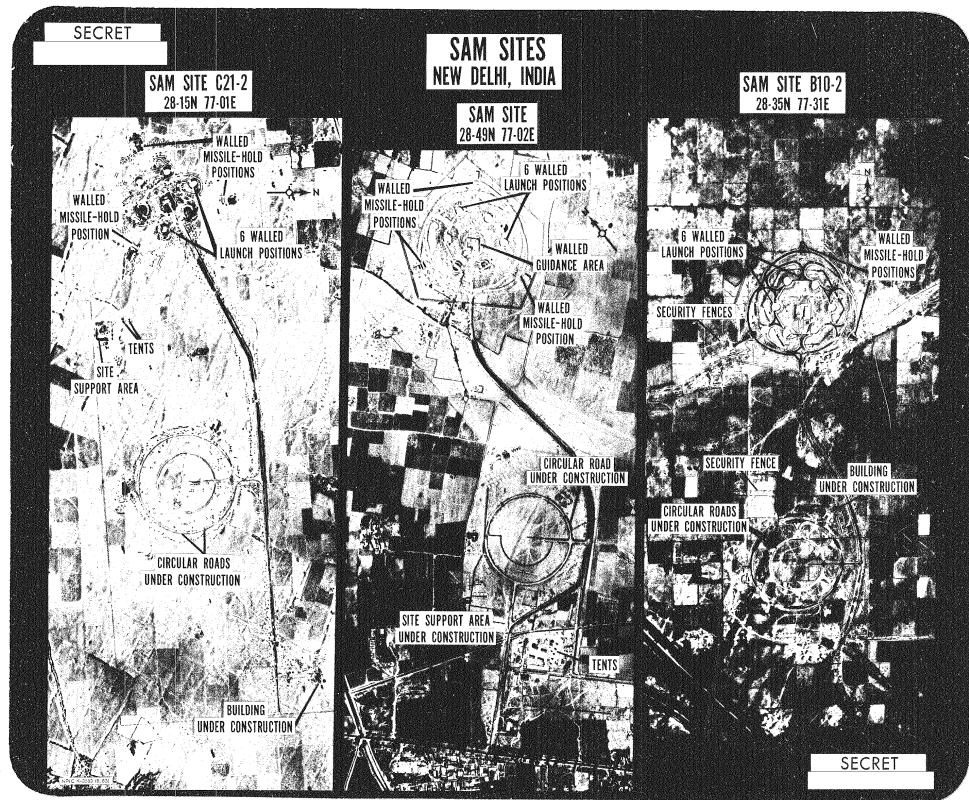 SECRET
SAM SITES
NEW DELHI, INDIA
SAM SITE C21-2
28-15N 77-01E
SAM SITE
28-49N 77-02E
SAM SITE B10-2
28-35N 77-31E
WALLED
MISSILE-HOLD
POSITIONS
N
WALLED
MISSILE-HOLD
POSITION
6 WALLED
LAUNCH POSITIONS
TENTS
SITE
SUPPORT AREA
CIRCULAR ROADS
UNDER CONSTRUCTION
BUILDING
UNDER CONSTRUCTION
WALLED
MISSILE-HOLD
POSITIONS
6 WALLED
LAUNCH POSITIONS
WALLED
GUIDANCE AREA
WALLED
MISSILE-HOLD
POSITION
CIRCULAR ROAD
UNDER CONSTRUCTION
SITE SUPPORT AREA
UNDER CONSTRUCTION
TENTS
N
6 WALLED
LAUNCH POSITIONS
WALLED
MISSILE-HOLD
POSITIONS
SECURITY FENCES
SECURITY FENCE
BUILDING
UNDER CONSTRUCTION
CIRCULAR ROADS
UNDER CONSTRUCTION
SECRET